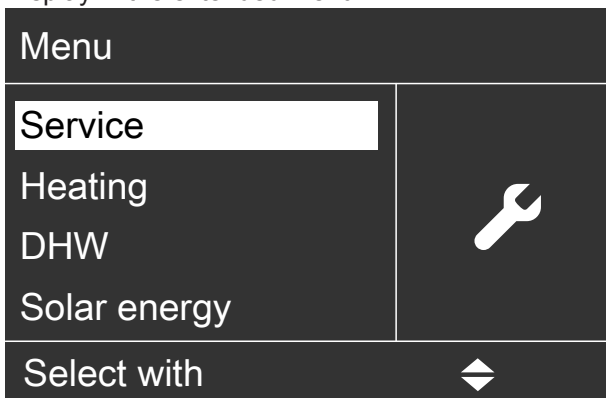 Menu
Service
Heating
DHW
Solar energy
Select with